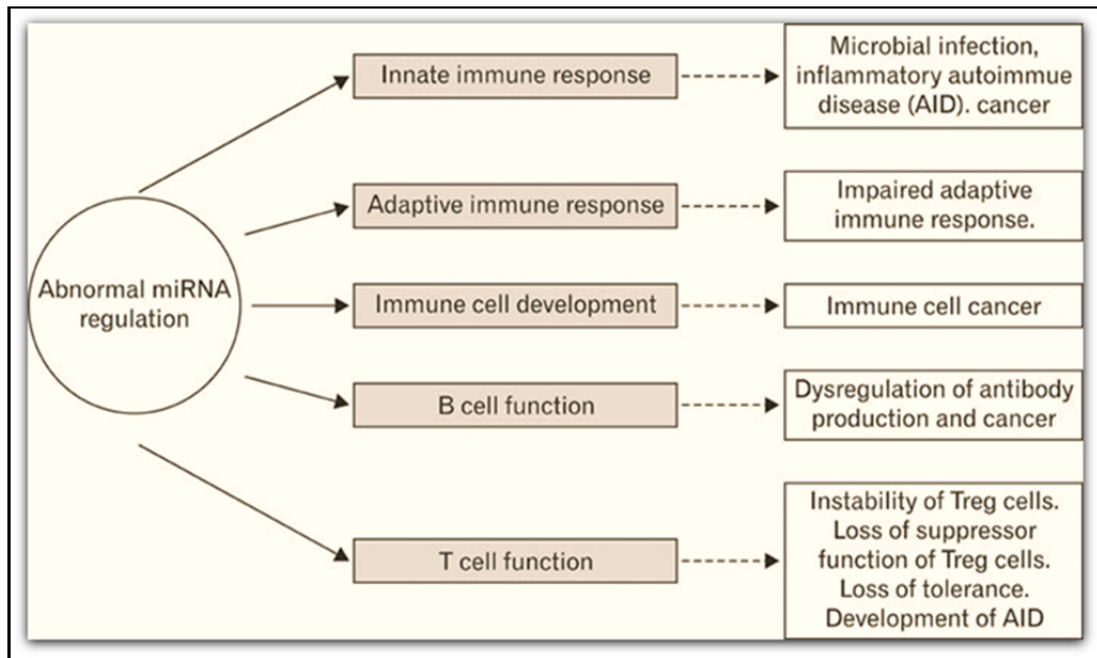 Innate immune response
Microbial infection,
inflammatory autoimmue
disease (AID). cancer
Adaptive immune response
Impaired adaptive
immune response.
Abnormal miRNA
regulation
Immune cell development
Immune cell cancer
B cell function
Dysregulation of antibody
production and cancer
T cell function
Instability of Treg cells.
Loss of suppressor
function of Treg cells.
Loss of tolerance.
Development of AID